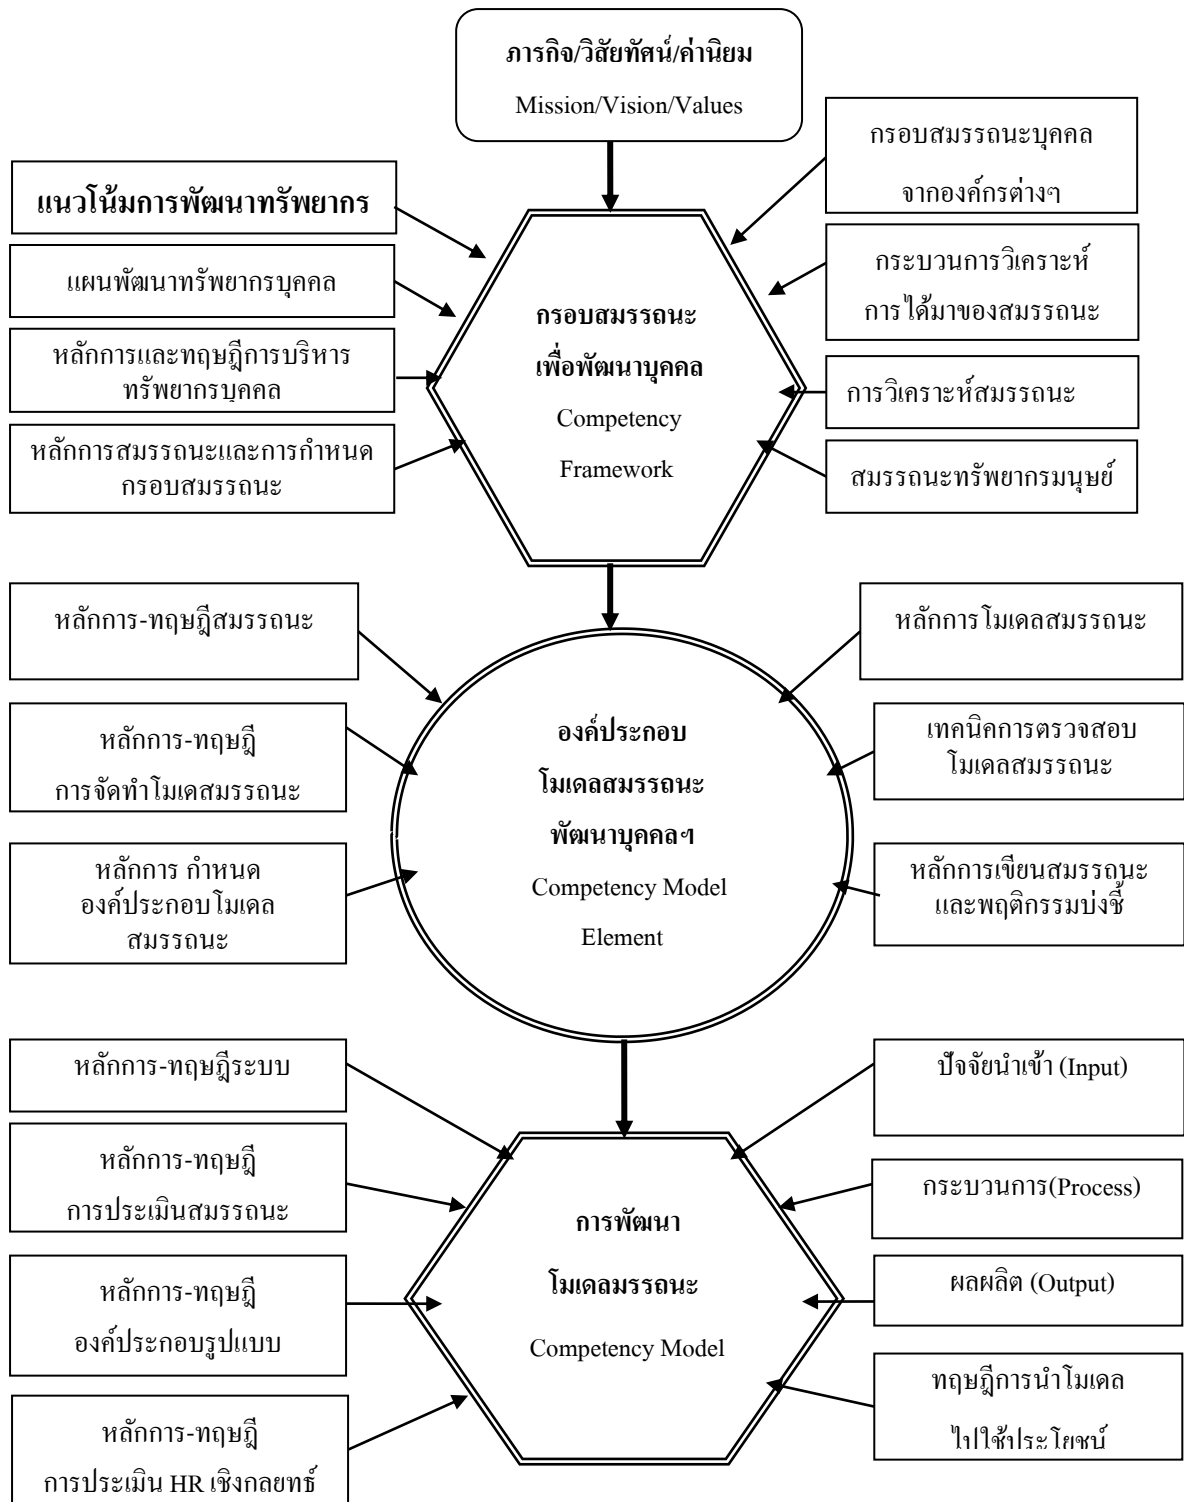 ภารกิจ/วิสัยทัศน์/ค่านิยม
Mission/Vision/Values
แนวโน้มการพัฒนาทรัพยากร
แผนพัฒนาทรัพยากรบุคคล
หลักการและทฤษฎีการบริหาร
ทรัพยากรบุคคล
หลักการสมรรถนะและการกำหนด
กรอบสมรรถนะ
กรอบสมรรถนะ
เพื่อพัฒนาบุคคล
Competency
Framework
กรอบสมรรถนะบุคคล
จากองค์กรต่างๆ
กระบวนการวิเคราะห์
การได้มาของสมรรถนะ
การวิเคราะห์สมรรถนะ
สมรรถนะทรัพยากรมนุษย์
หลักการ-ทฤษฎีสมรรถนะ
หลักการ-ทฤษฎี
การจัดทำโมเดสมรรถนะ
หลักการ กำหนด
องค์ประกอบโมเดล
สมรรถนะ
องค์ประกอบ
โมเดลสมรรถนะ
พัฒนาบุคคลฯ
Competency Model
Element
หลักการโมเดลสมรรถนะ
เทคนิคการตรวจสอบ
โมเดลสมรรถนะ
หลักการเขียนสมรรถนะ
และพฤติกรรมบ่งชี้
หลักการ-ทฤษฎีระบบ
หลักการ-ทฤษฎี
การประเมินสมรรถนะ
หลักการ-ทฤษฎี
องค์ประกอบรูปแบบ
หลักการ-ทฤษฎี
การประเมิน HR เชิงกลยทธ์
การพัฒนา
โมเดลมรรถนะ
Competency Model
ปัจจัยนำเข้า (Input)
กระบวนการ(Process)
ผลผลิต (Output)
ทฤษฎีการนำโมเดล
ไปใช้ประโยชน์